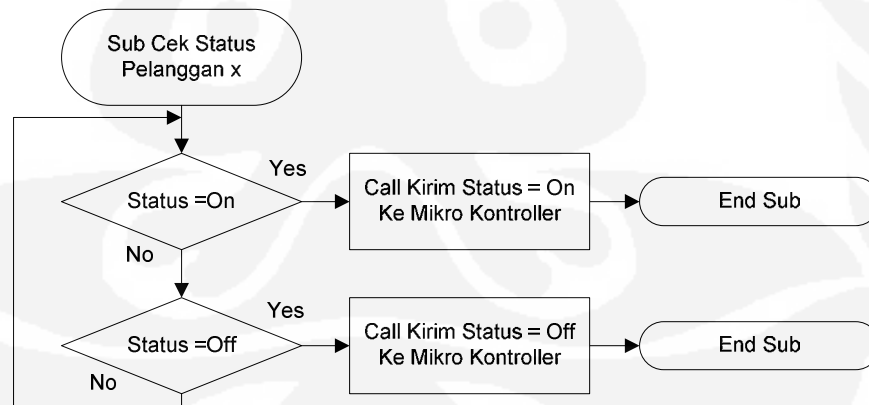 Sub Cek Status
Pelanggan x
Yes
Status =On
Call Kirim Status = On
Ke Mikro Kontroller
End Sub
No
Yes
Status =Off
Call Kirim Status = Off
Ke Mikro Kontroller
End Sub
No